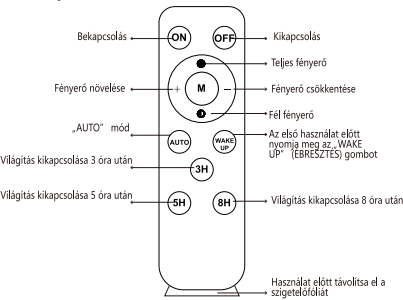 Bekapcsolás
ON
OFF
Kikapcsolás
Teljes fényerő
Fényerő növelése
+
M
−
Fényerő csökkentése
Fél fényerő
„AUTO" mód
AUTO
WAKE
UP
Az első használat előtt
nyomja meg az „WAKE
UP" (ÉBRESZTÉS) gombot
Világítás kikapcsolása 3 óra után
3H
Világítás kikapcsolása 5 óra után
5H
8H
Világítás kikapcsolása 8 óra után
Használat előtt távolítsa el a
szigetelőfóliát